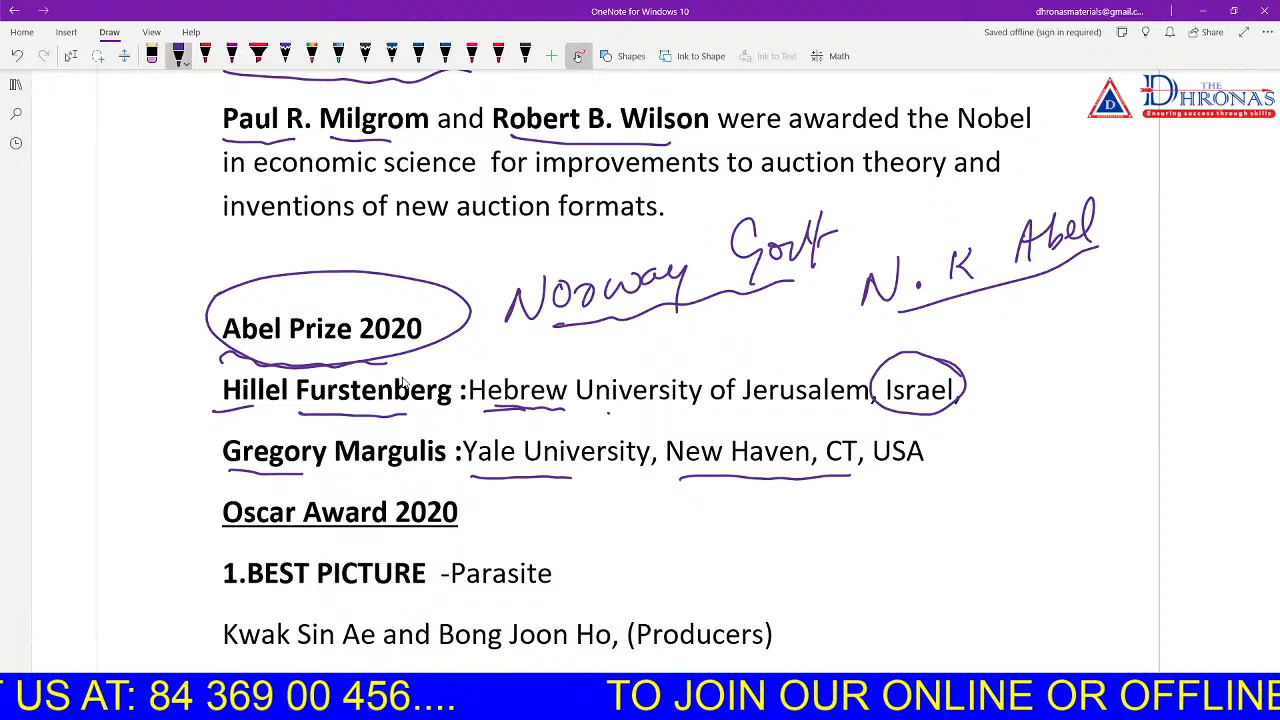 OneNote for Windows 10
dhronasmaterials@gmail.c...
Home Insert Draw View Help
Saved offline (sign in required)
Share
Shapes
Ink to Shape
Ink to Text
Math
THE
DHRONAS
Ensuring success through skills
Paul R. Milgrom and Robert B. Wilson were awarded the Nobel
in economic science for improvements to auction theory and
inventions of new auction formats.
Norway Govt
N. K Abel
Abel Prize 2020
Hillel Furstenberg :Hebrew University of Jerusalem, Israel,
Gregory Margulis :Yale University, New Haven, CT, USA
Oscar Award 2020
1.BEST PICTURE -Parasite
Kwak Sin Ae and Bong Joon Ho, (Producers)
T US AT: 84 369 00 456.... TO JOIN OUR ONLINE OR OFFLINE